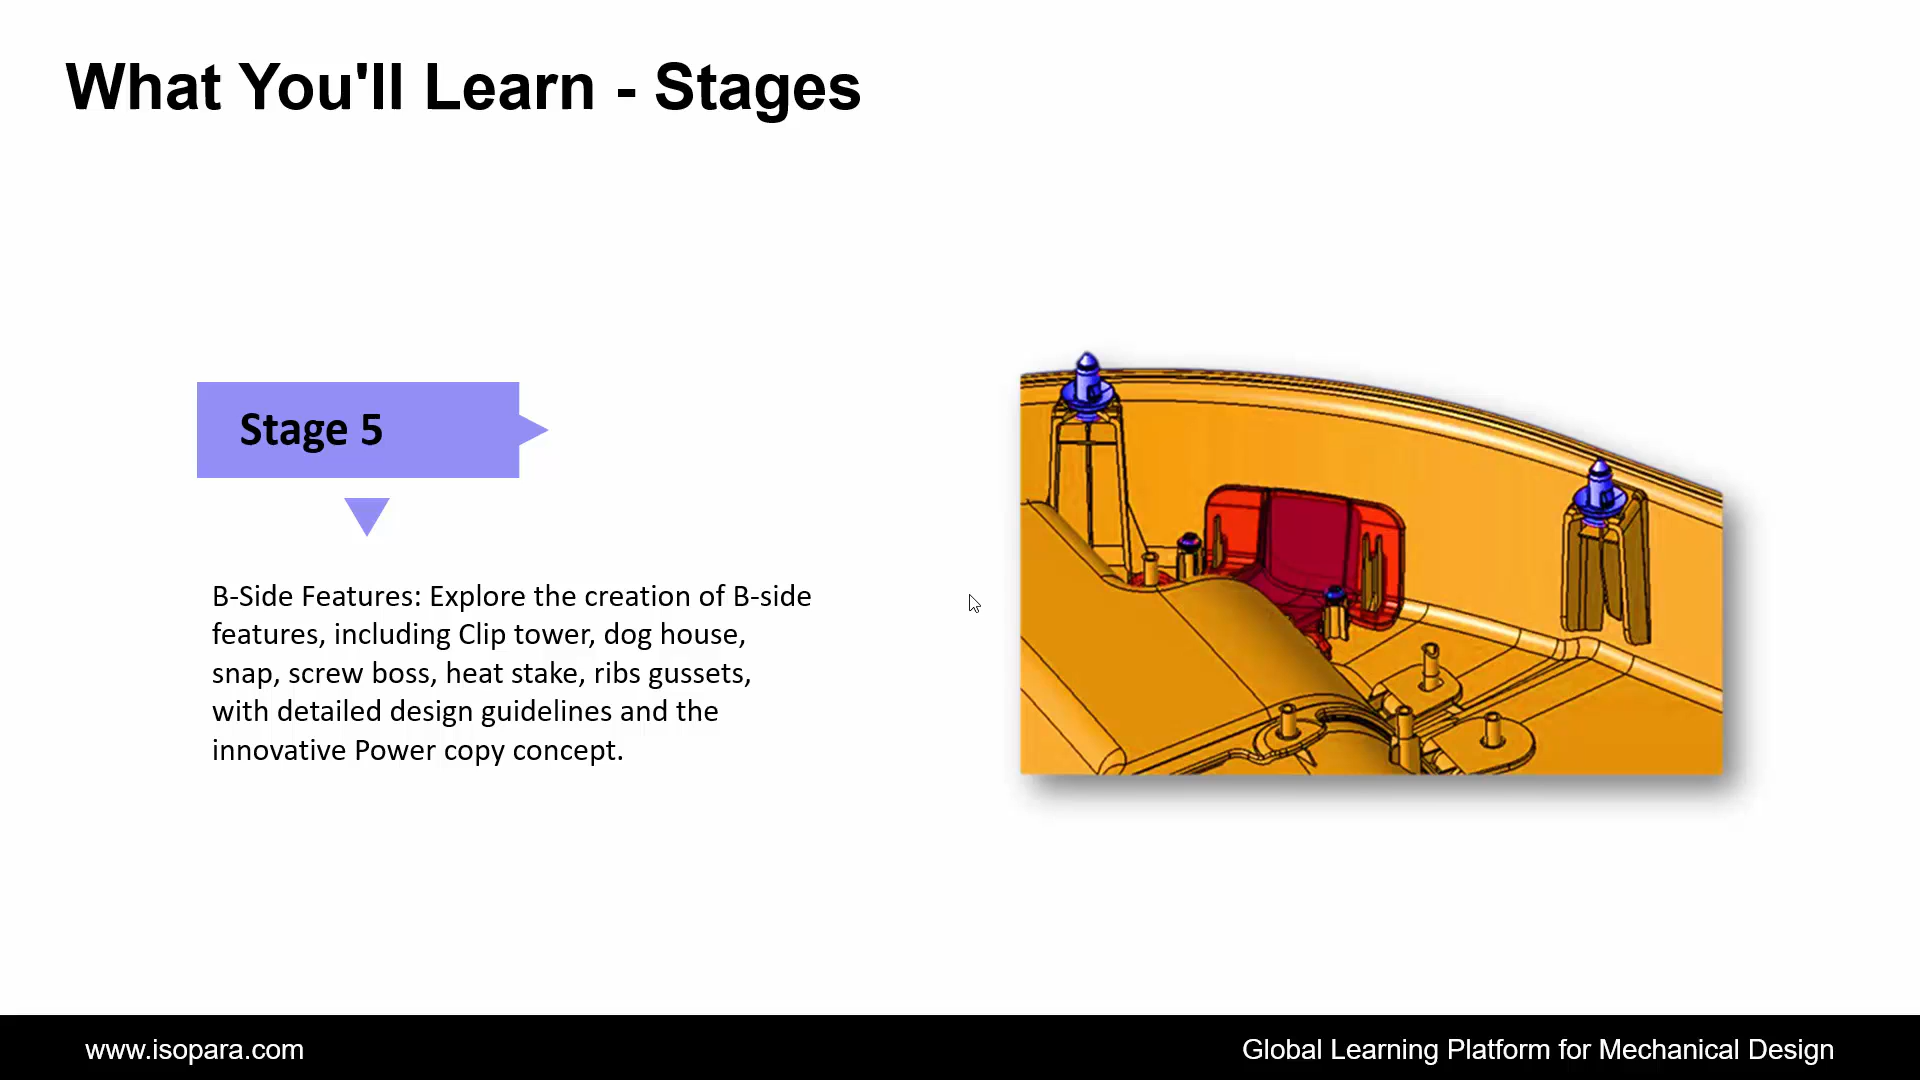 What You'll Learn - Stages
Stage 5
B-Side Features: Explore the creation of B-side
features, including Clip tower, dog house,
snap, screw boss, heat stake, ribs gussets,
with detailed design guidelines and the
innovative Power copy concept.
www.isopara.com
Global Learning Platform for Mechanical Design